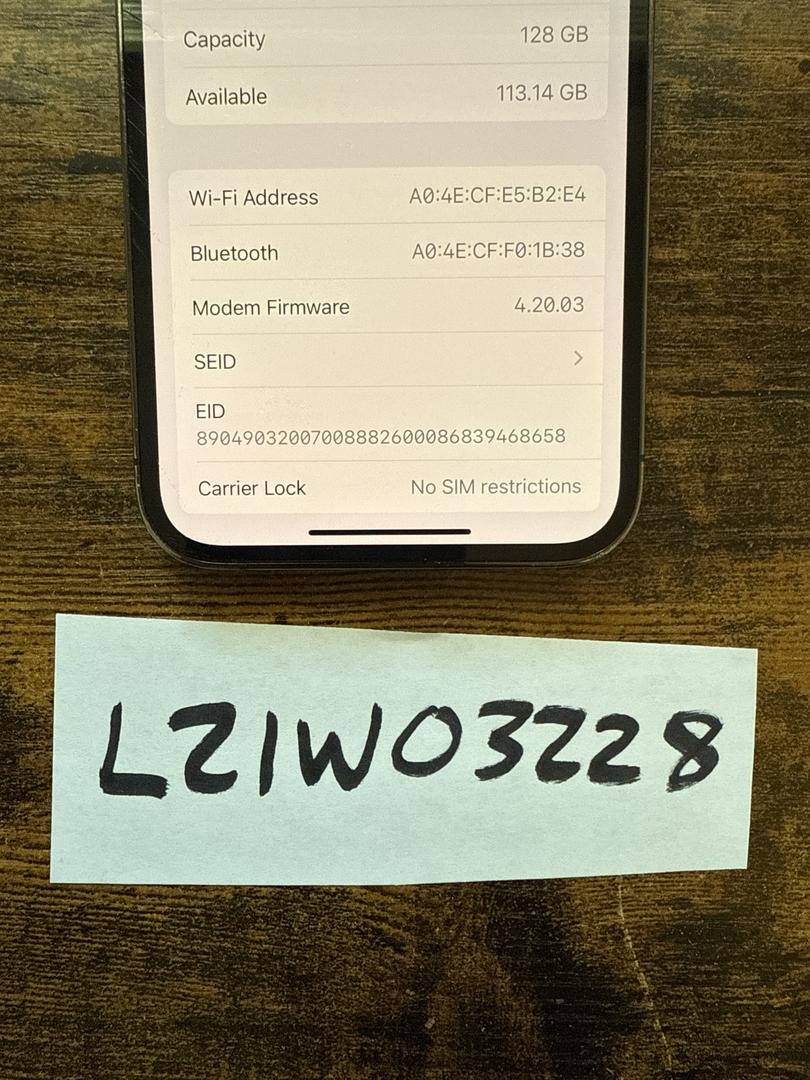 Capacity 128 GB
Available 113.14 GB
Wi-Fi Address A0:4E:CF:E5:B2:E4
Bluetooth A0:4E:CF:F0:1B:38
Modem Firmware 4.20.03
SEID
EID
89049032007008882600086839468658
Carrier Lock No SIM restrictions
LZ1W03228